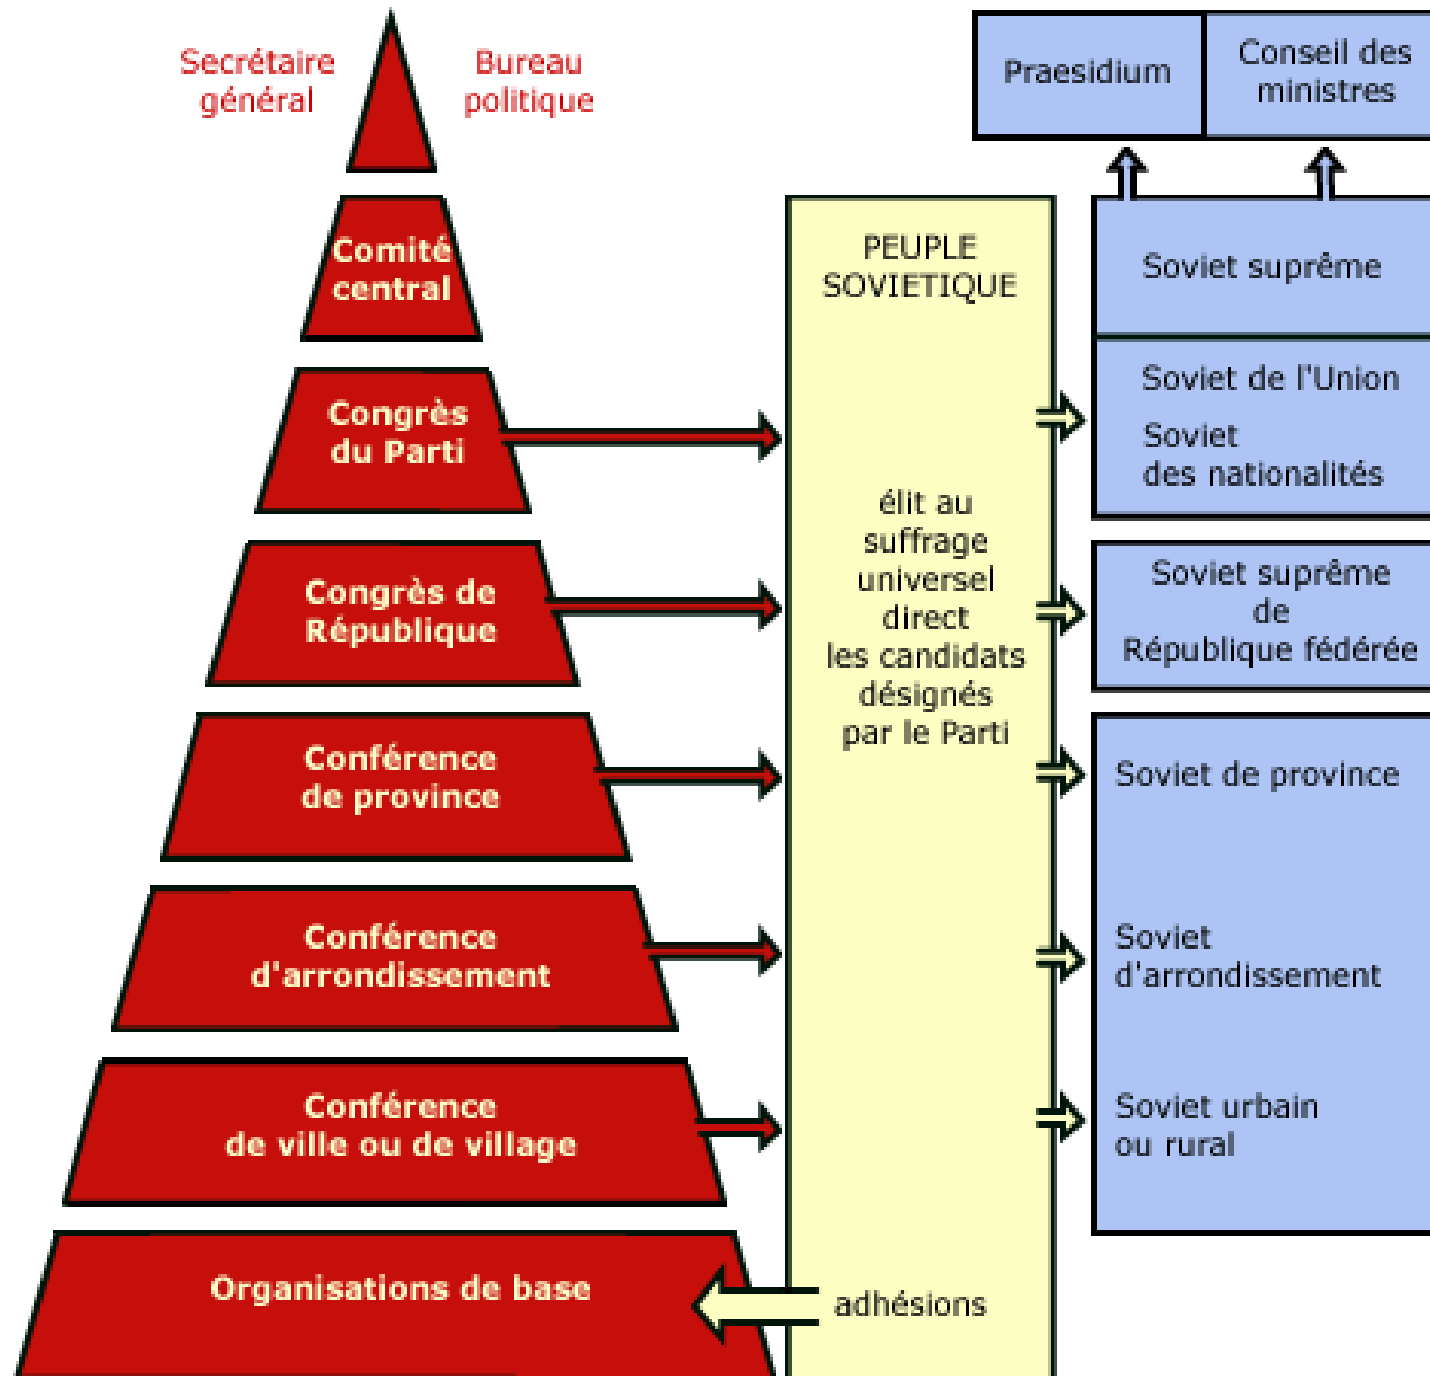 Secrétaire
général
Bureau
politique
Comité
central
Congrès
du Parti
Congrès de
République
Conférence
de province
Conférence
d'arrondissement
Conférence
de ville ou de village
Organisations de base
PEUPLE
SOVIETIQUE
élit au
suffrage
universel
direct
les candidats
désignés
par le Parti
adhésions
Praesidium
Conseil des
ministres
Soviet suprême
Soviet de l'Union
Soviet
des nationalités
Soviet suprême
de
République fédérée
Soviet de province
Soviet
d'arrondissement
Soviet urbain
ou rural